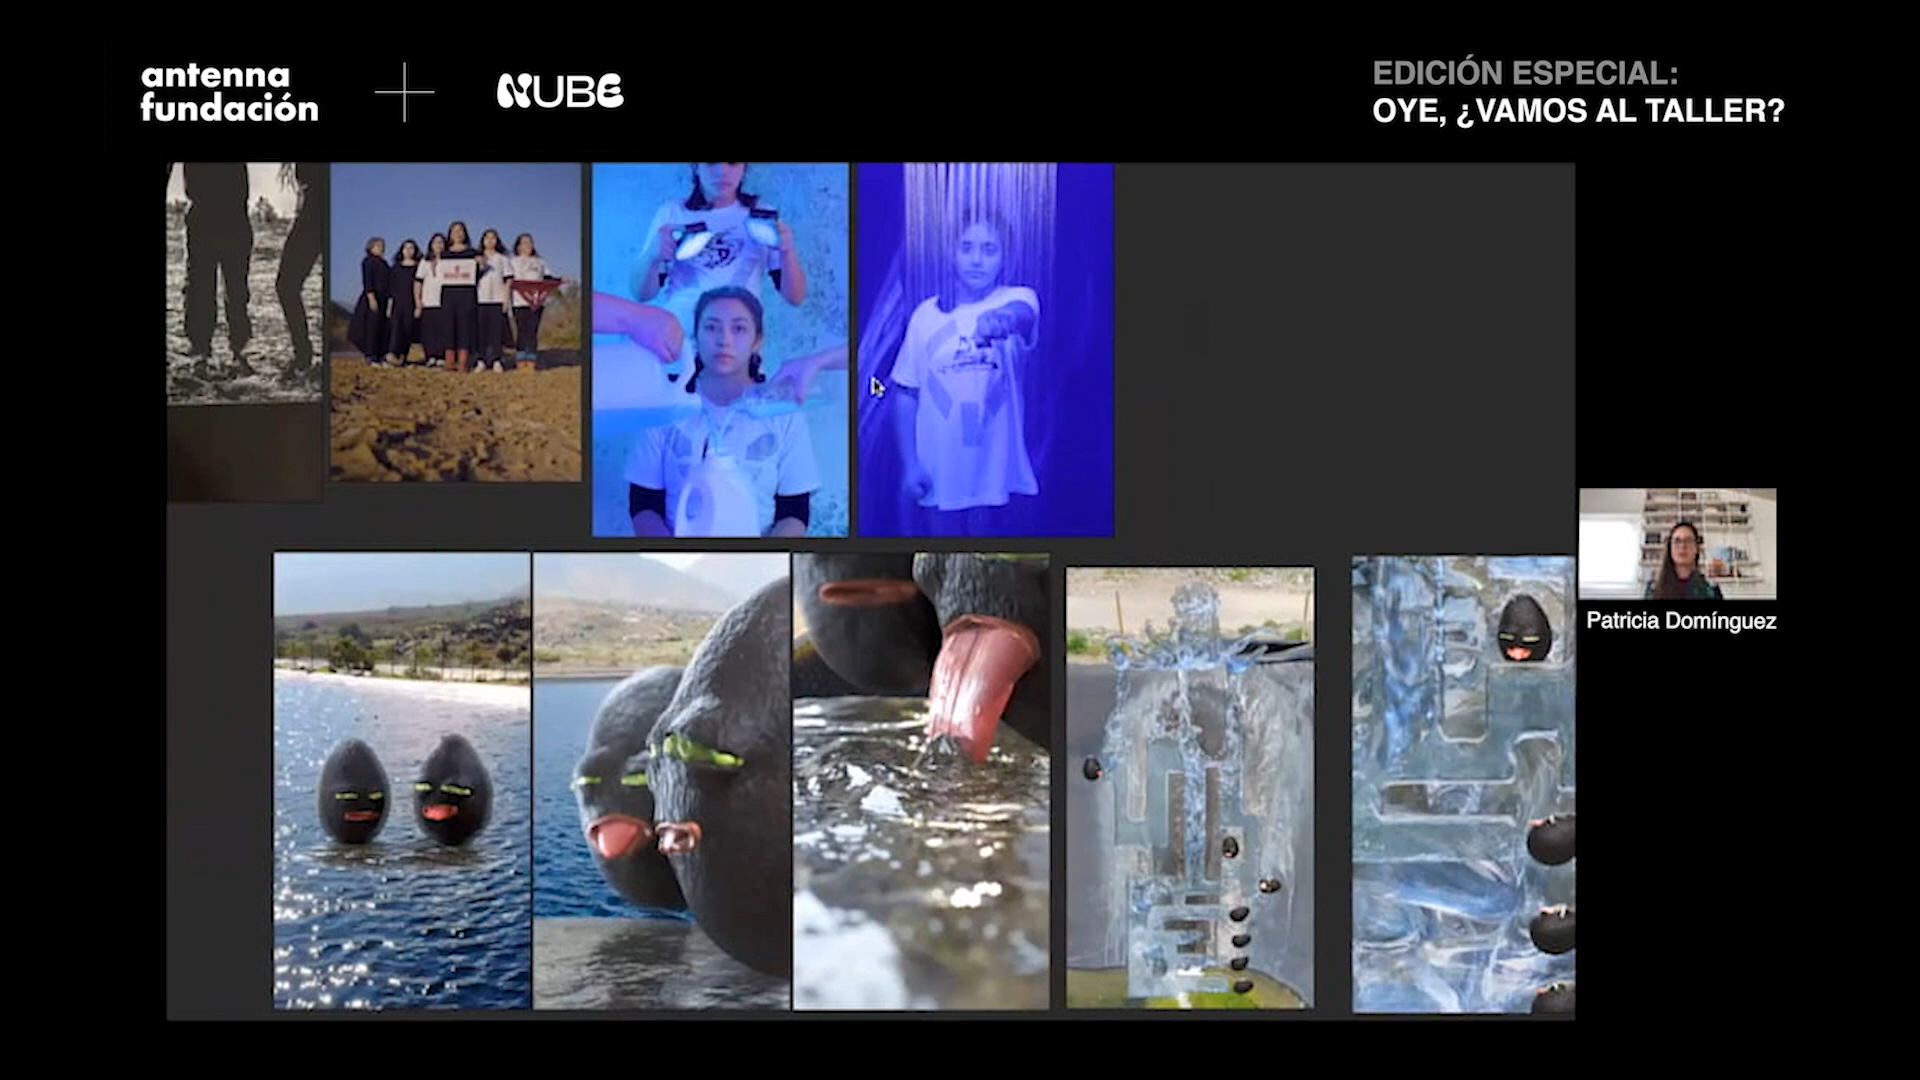 antenna
fundación
NUBE
EDICIÓN ESPECIAL:
OYE, ¿VAMOS AL TALLER?
Patricia Domínguez